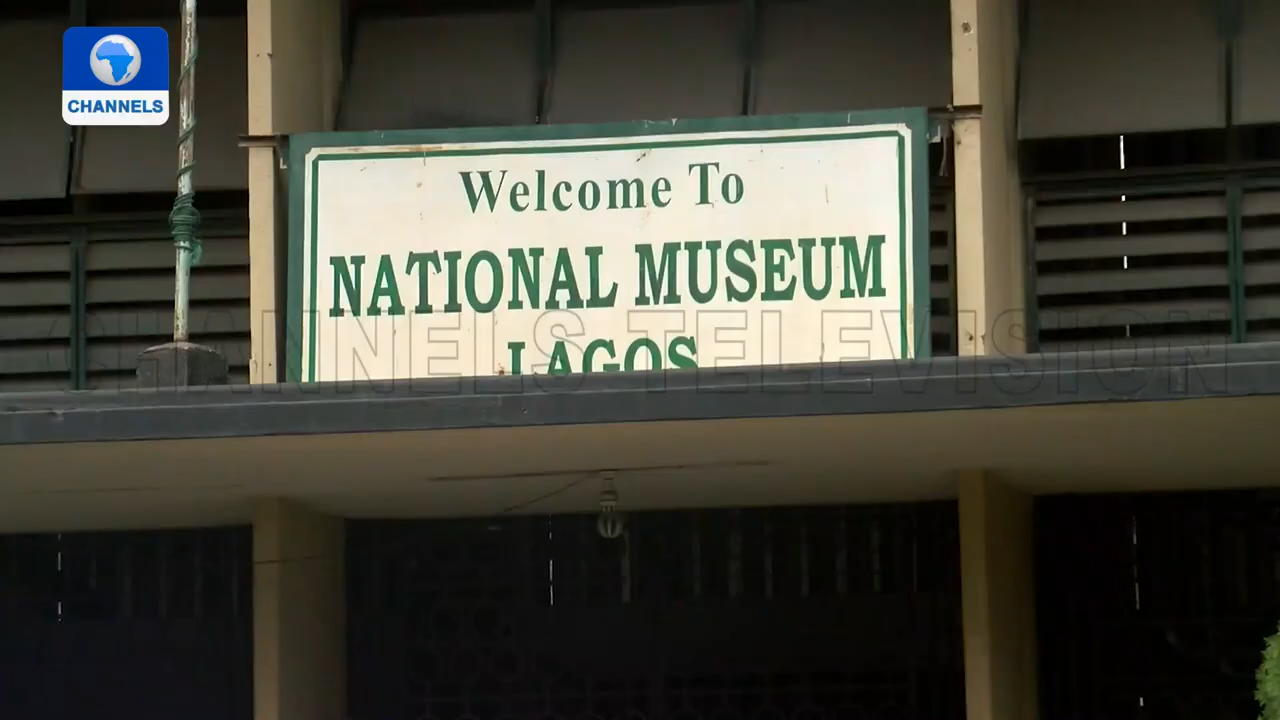 CHANNELS
Welcome To
NATIONAL MUSEUM
LAGOS
CHANNELS TELEVISION